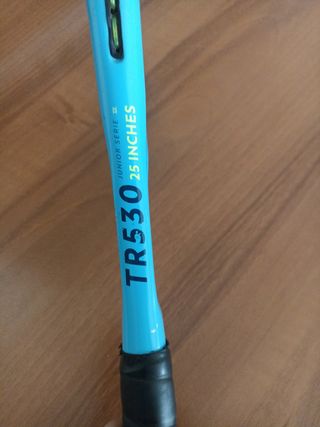 JUNIOR SERIE
25 INCHES
TR530